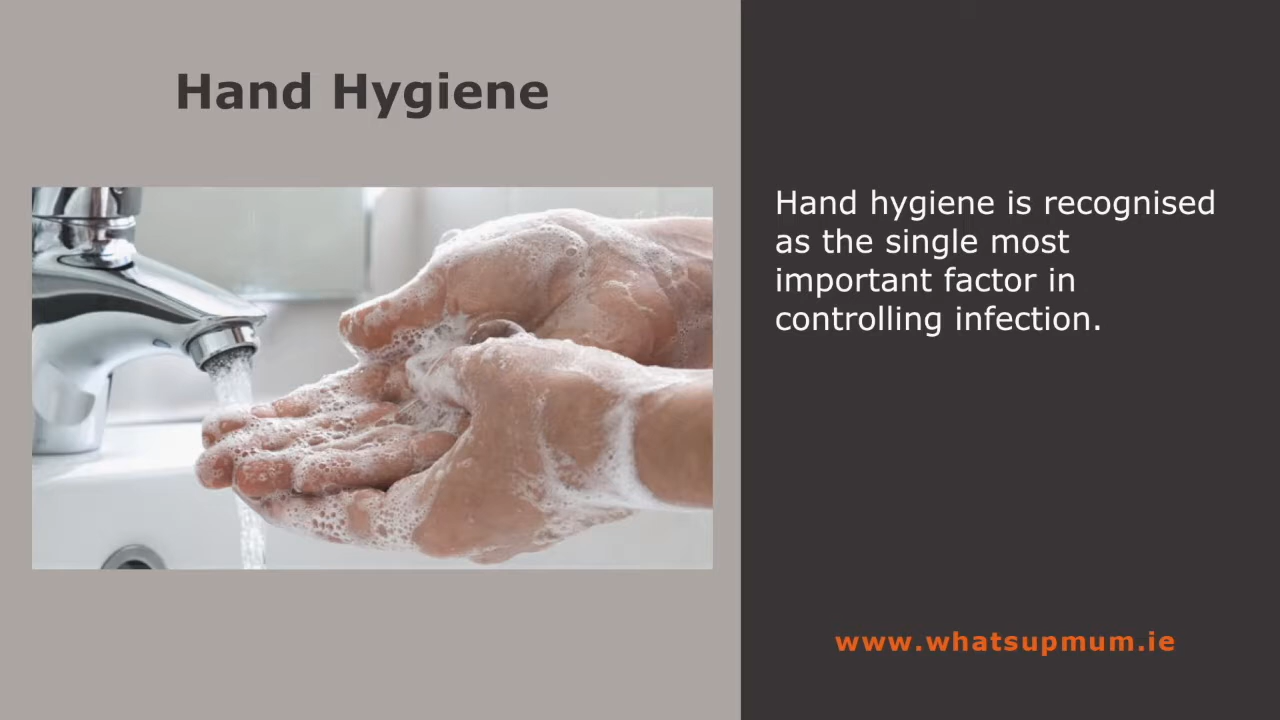 Hand Hygiene
Hand hygiene is recognised
as the single most
important factor in
controlling infection.
www.whatsupmum.ie